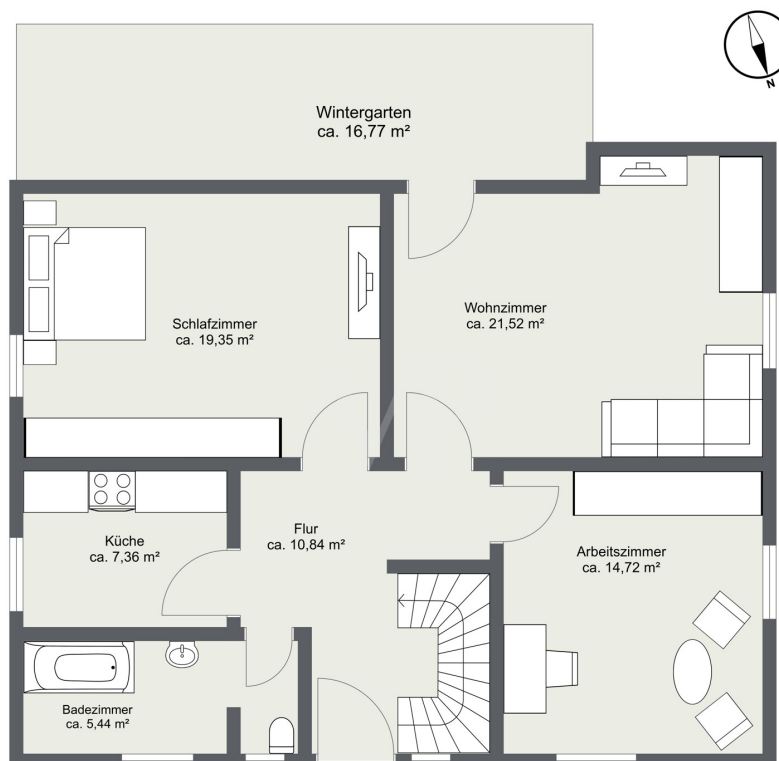 N
Wintergarten
ca. 16,77 m²
Wohnzimmer
ca. 21,52 m²
Schlafzimmer
ca. 19,35 m²
Flur
ca. 10,84 m²
Küche
ca. 7,36 m²
Arbeitszimmer
ca. 14,72 m²
Badezimmer
ca. 5,44 m²